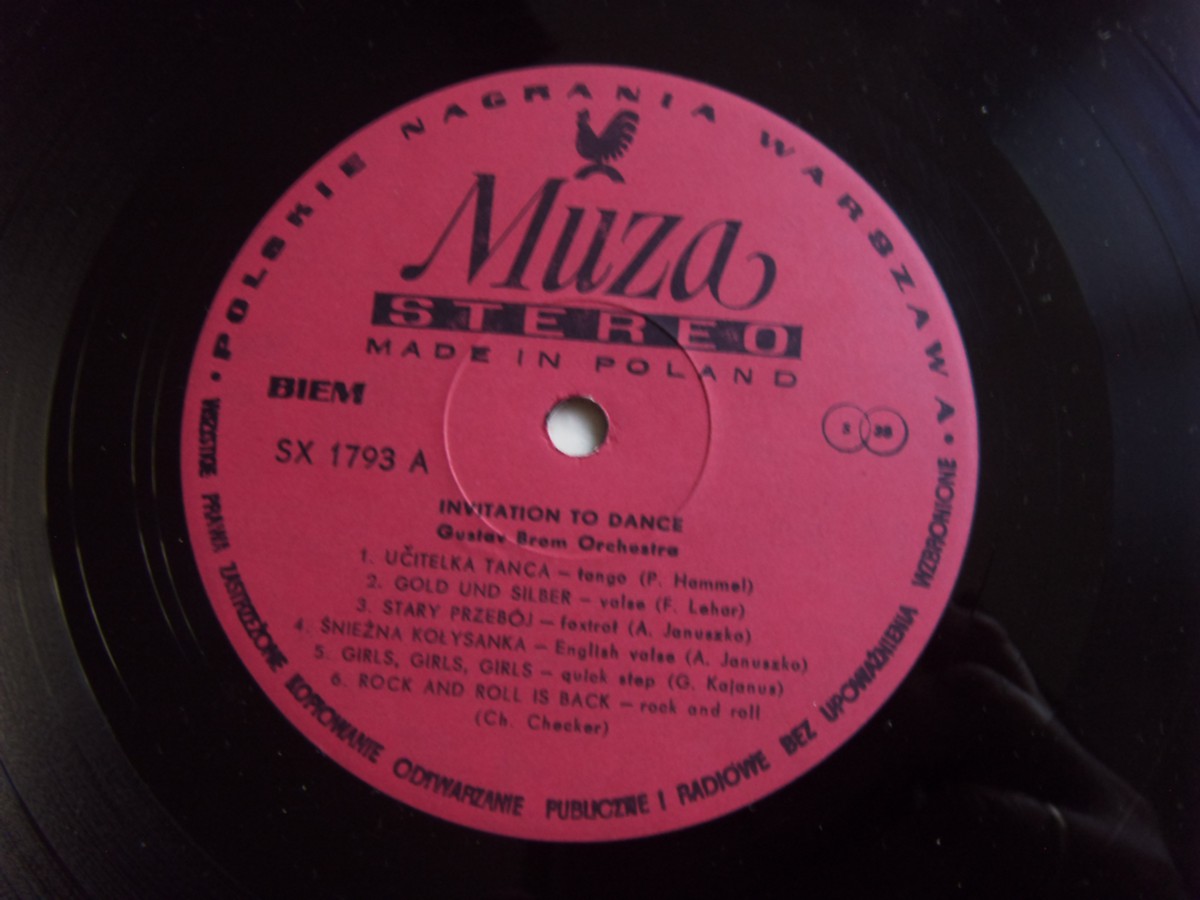 • POLSKIE NAGRANIA WARSZAWA •
Muza
STEREO
MADE IN POLAND
BIEM
SX 1793 A
INVITATION TO DANCE
Gustav Brom Orchestra
1. UČITELKA TANCA – tango (P. Hammel)
2. GOLD UND SILBER – valse (F. Lehar)
3. STARY PRZEBÓJ – foxtrot (A. Januszko)
4. ŚNIEŻNA KOŁYSANKA – English valse (A. Januszko)
5. GIRLS, GIRLS, GIRLS – quick step (G. Kajanus)
6. ROCK AND ROLL IS BACK – rock and roll
(Ch. Checker)
WSZYSTKIE PRAWA ZASTRZEŻONE KOPIOWANIE ODTWARZANIE PUBLICZNE I RADIOWE BEZ UPOWAŻNIENIA WZBRONIONE